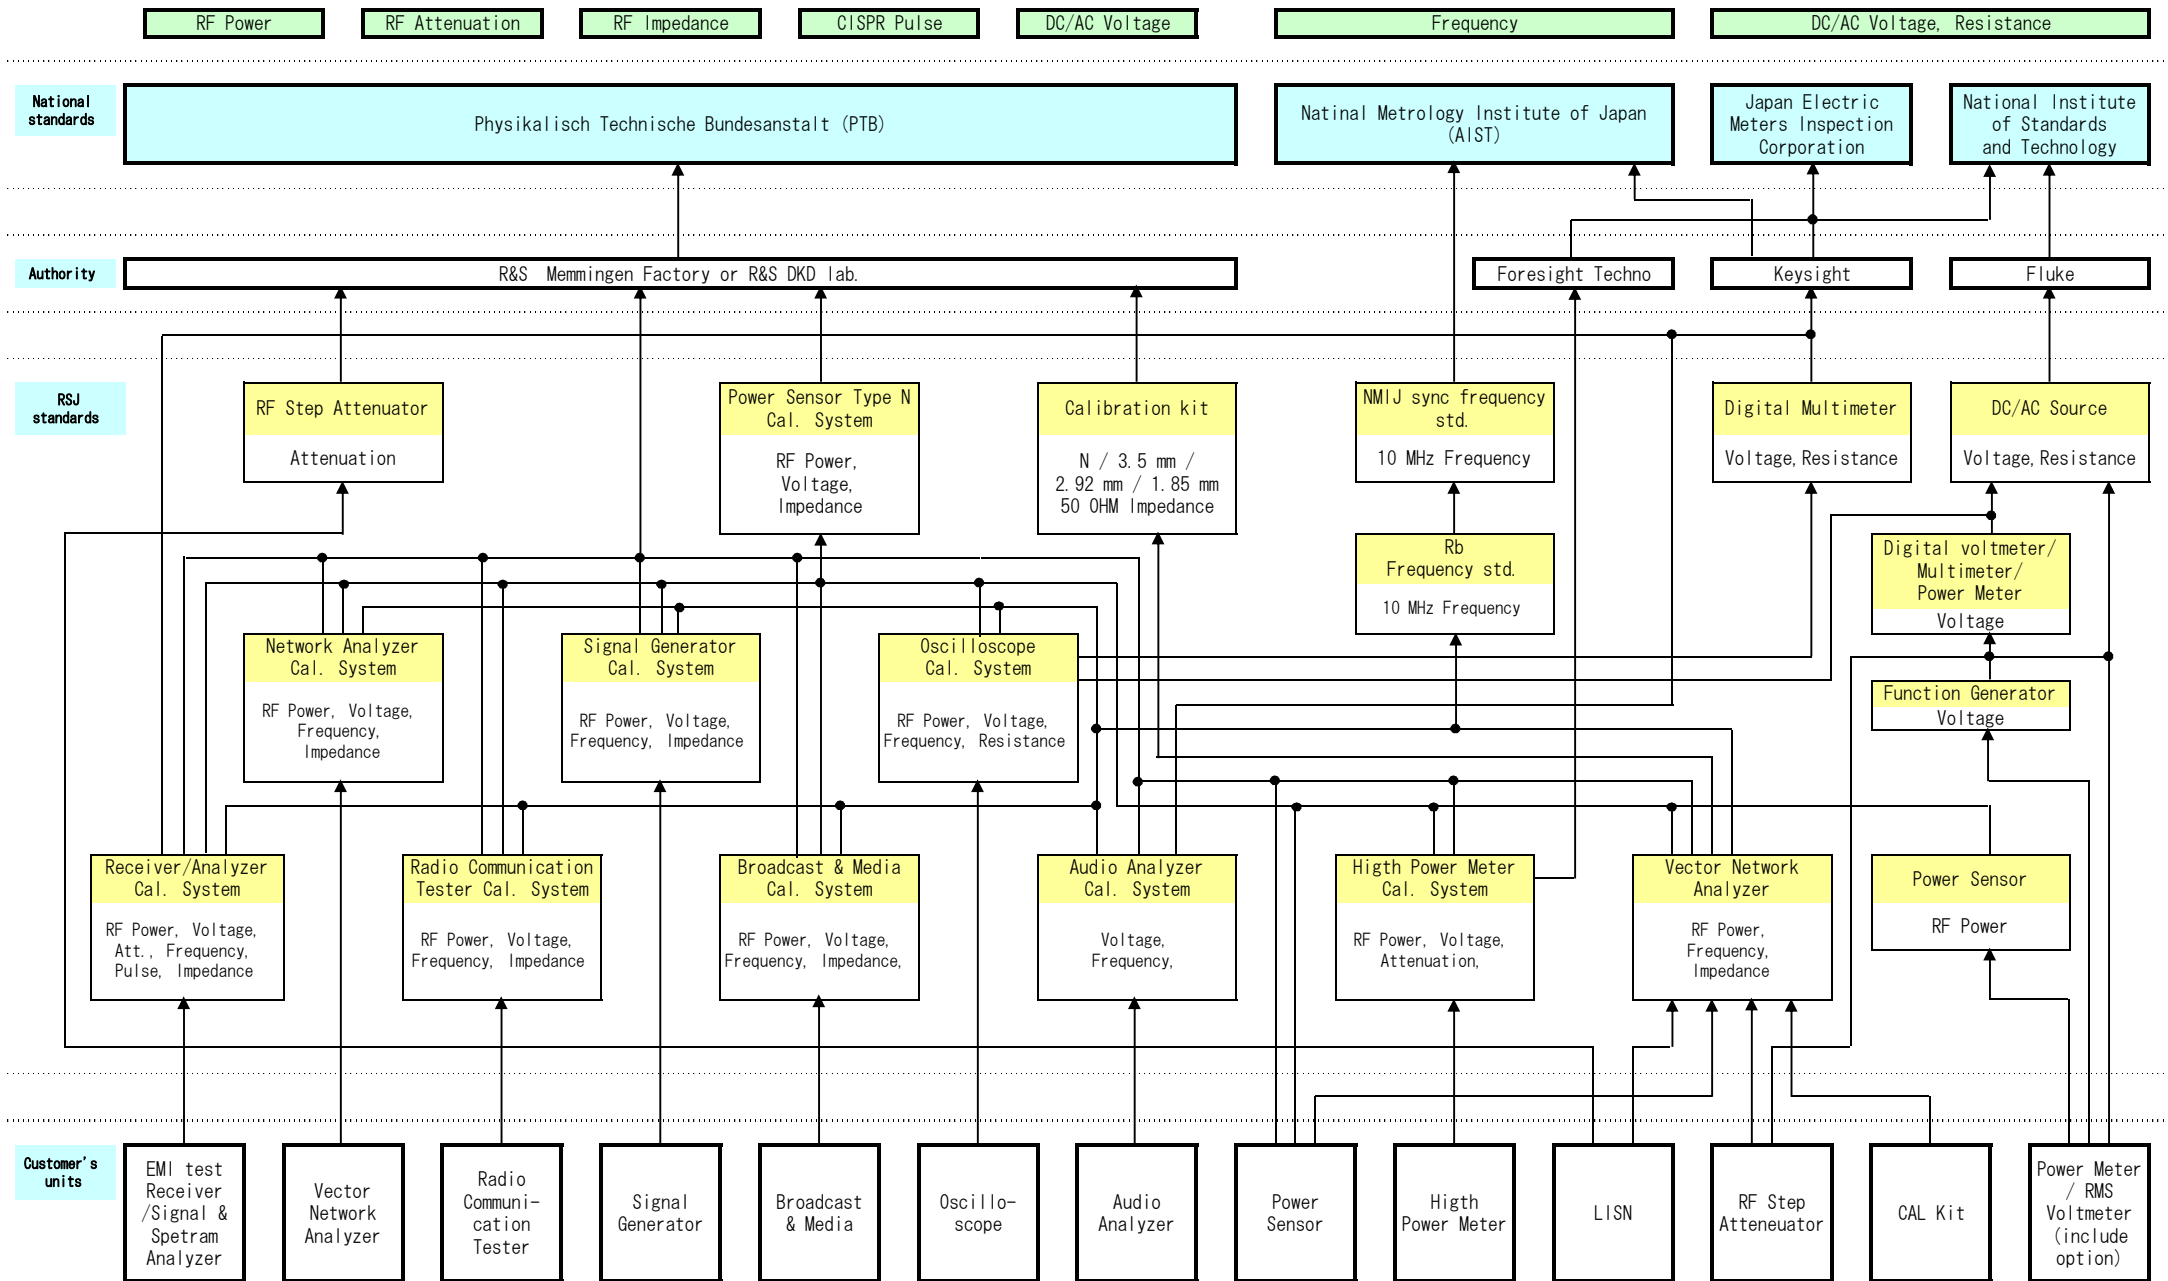 RF Power
RF Attenuation
RF Impedance
CISPR Pulse
DC/AC Voltage
Frequency
DC/AC Voltage, Resistance
National
standards
Physikalisch Technische Bundesanstalt (PTB)
Natinal Metrology Institute of Japan
(AIST)
Japan Electric
Meters Inspection
Corporation
National Institute
of Standards
and Technology
Authority
R&S Memmingen Factory or R&S DKD lab.
Foresight Techno
Keysight
Fluke
RSJ
standards
RF Step Attenuator
Attenuation
Power Sensor Type N
Cal. System
RF Power,
Voltage,
Impedance
Calibration kit
N / 3.5 mm /
2.92 mm / 1.85 mm
50 OHM Impedance
NMIJ sync frequency
std.
10 MHz Frequency
Digital Multimeter
Voltage, Resistance
DC/AC Source
Voltage, Resistance
Rb
Frequency std.
10 MHz Frequency
Digital voltmeter/
Multimeter/
Power Meter
Voltage
Network Analyzer
Cal. System
RF Power, Voltage,
Frequency,
Impedance
Signal Generator
Cal. System
RF Power, Voltage,
Frequency, Impedance
Oscilloscope
Cal. System
RF Power, Voltage,
Frequency, Resistance
Function Generator
Voltage
Receiver/Analyzer
Cal. System
RF Power, Voltage,
Att., Frequency,
Pulse, Impedance
Radio Communication
Tester Cal. System
RF Power, Voltage,
Frequency, Impedance
Broadcast & Media
Cal. System
RF Power, Voltage,
Frequency, Impedance,
Audio Analyzer
Cal. System
Voltage,
Frequency,
Higth Power Meter
Cal. System
RF Power, Voltage,
Attenuation,
Vector Network
Analyzer
RF Power,
Frequency,
Impedance
Power Sensor
RF Power
Customer's
units
EMI test
Receiver
/Signal &
Spetram
Analyzer
Vector
Network
Analyzer
Radio
Communi-
cation
Tester
Signal
Generator
Broadcast
& Media
Oscillo-
scope
Audio
Analyzer
Power
Sensor
Higth
Power Meter
LISN
RF Step
Atteneuator
CAL Kit
Power Meter
/ RMS
Voltmeter
(include
option)